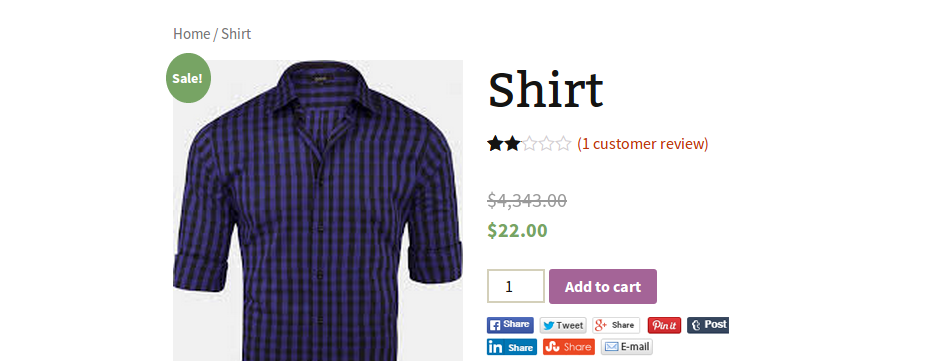 Home / Shirt
Sale!
Shirt
(1 customer review)
$4,343.00
$22.00
1 Add to cart
Share Tweet Share Pin it Post
in Share Share E-mail